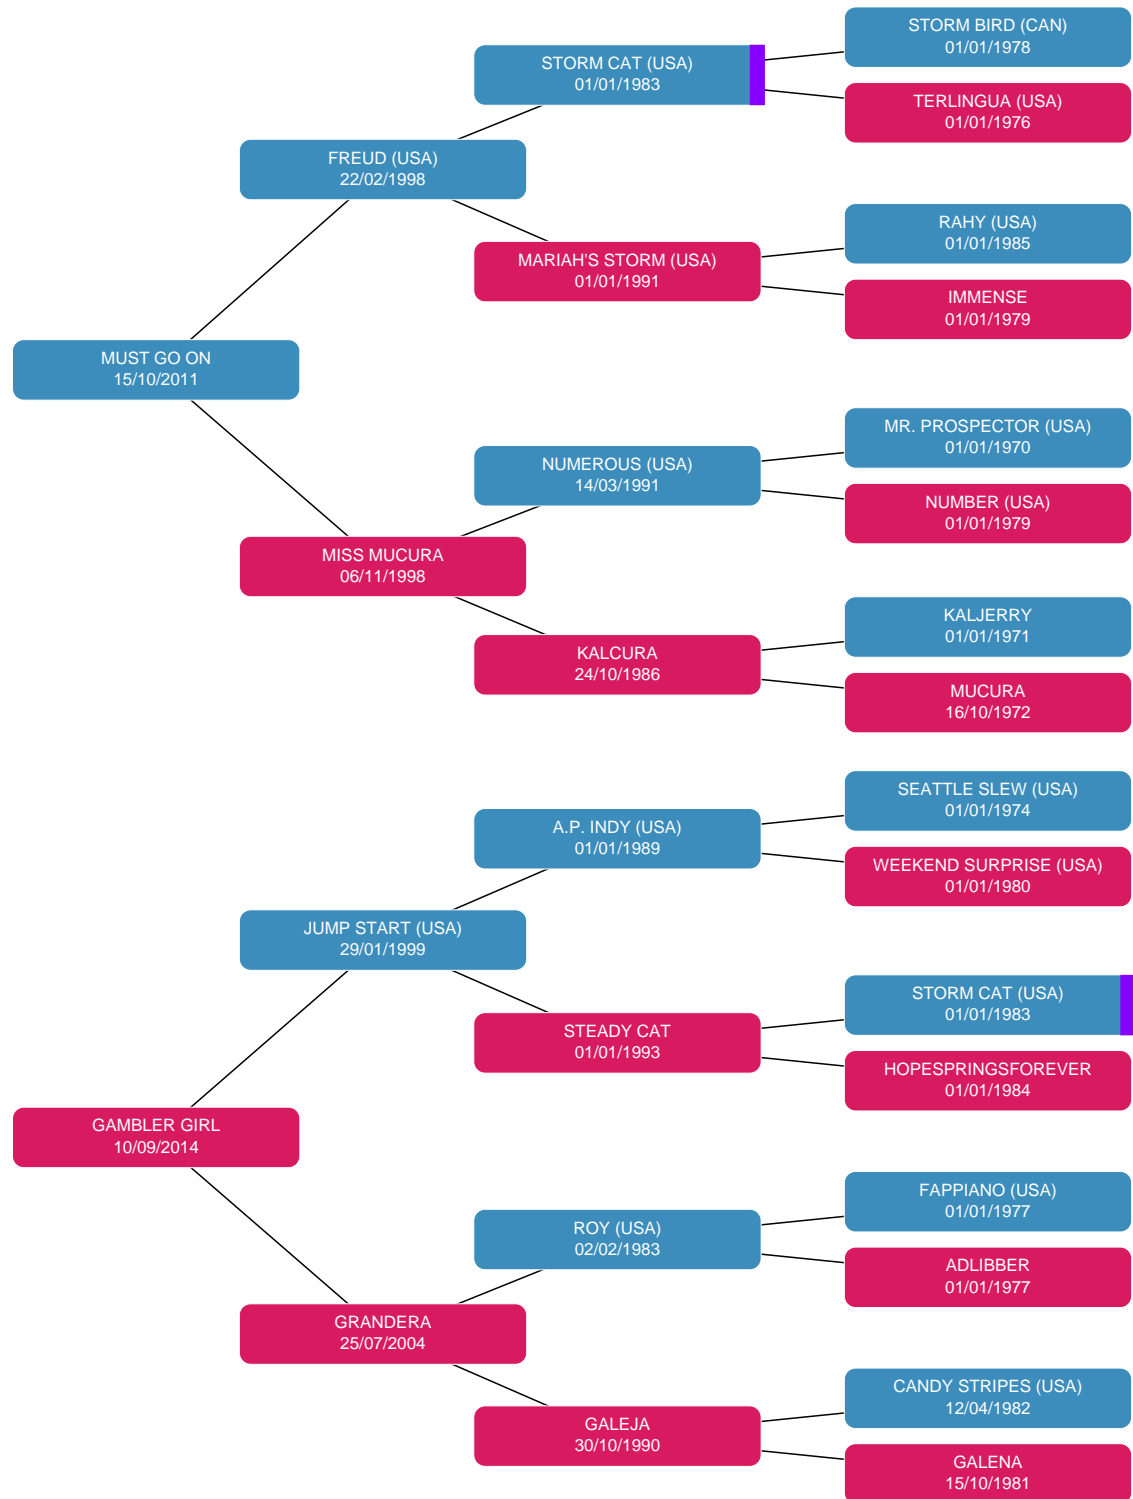 STORM BIRD (CAN)
01/01/1978
STORM CAT (USA)
01/01/1983
TERLINGUA (USA)
01/01/1976
FREUD (USA)
22/02/1998
RAHY (USA)
01/01/1985
MARIAH'S STORM (USA)
01/01/1991
IMMENSE
01/01/1979
MUST GO ON
15/10/2011
MR. PROSPECTOR (USA)
01/01/1970
NUMEROUS (USA)
14/03/1991
NUMBER (USA)
01/01/1979
MISS MUCURA
06/11/1998
KALJERRY
01/01/1971
KALCURA
24/10/1986
MUCURA
16/10/1972
SEATTLE SLEW (USA)
01/01/1974
A.P. INDY (USA)
01/01/1989
WEEKEND SURPRISE (USA)
01/01/1980
JUMP START (USA)
29/01/1999
STORM CAT (USA)
01/01/1983
STEADY CAT
01/01/1993
HOPESPRINGSFOREVER
01/01/1984
GAMBLER GIRL
10/09/2014
FAPPIANO (USA)
01/01/1977
ROY (USA)
02/02/1983
ADLIBBER
01/01/1977
GRANDERA
25/07/2004
CANDY STRIPES (USA)
12/04/1982
GALEJA
30/10/1990
GALENA
15/10/1981